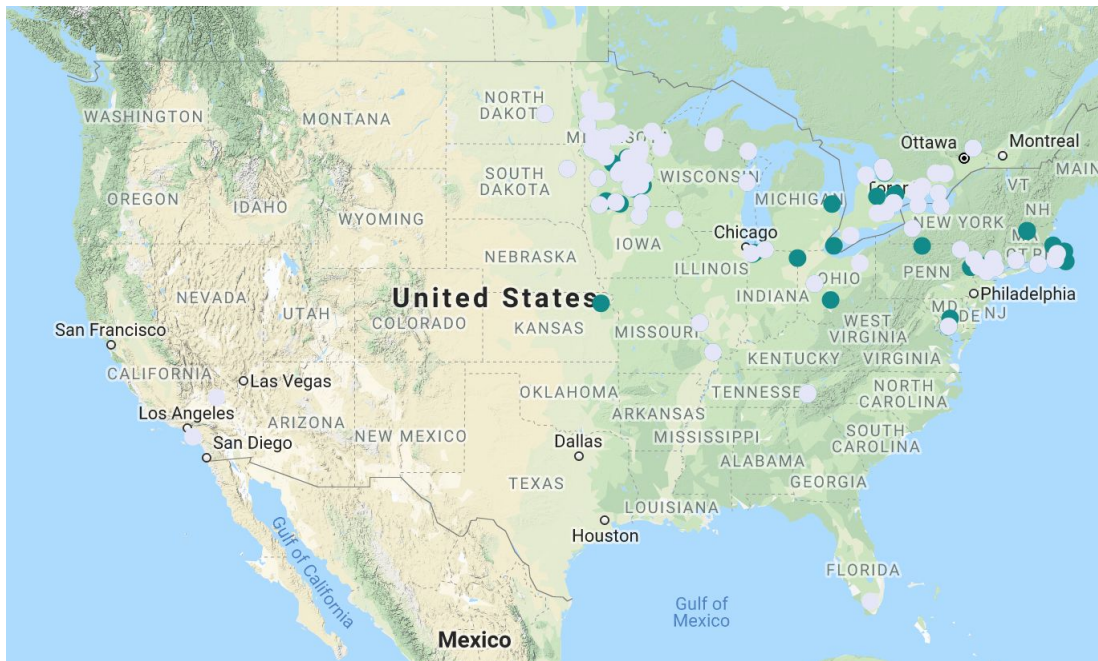 WASHINGTON
MONTANA
NORTH
DAKOT
Ottawa
Montreal
MAIN
VT
SOUTH
DAKOTA
WISCONSIN
MICHIGAN
OREGON
IDAHO
WYOMING
NH
NEW YORK
Chicago
IOWA
NEBRASKA
ILLINOIS
OHIO
PENN
United States
INDIANA
Philadelphia
NEVADA
UTAH
COLORADO
KANSAS
MISSOURI
WEST
VIRGINIA
MD
DE
NJ
San Francisco
CALIFORNIA
Las Vegas
KENTUCKY
VIRGINIA
OKLAHOMA
TENNESSEE
NORTH
CAROLINA
Los Angeles
ARIZONA
NEW MEXICO
ARKANSAS
San Diego
Dallas
MISSISSIPPI
SOUTH
CAROLINA
ALABAMA
TEXAS
GEORGIA
LOUISIANA
Houston
Gulf of California
FLORIDA
Gulf of
Mexico
Mexico